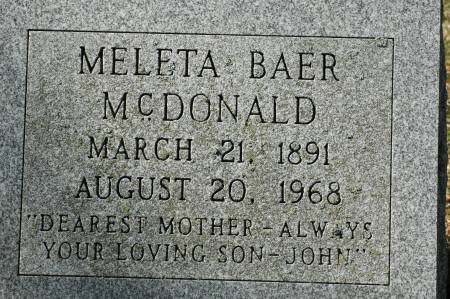 MELETA BAER
McDONALD
MARCH 21, 1891
AUGUST 20, 1968
"DEAREST MOTHER - ALWAYS
YOUR LOVING SON - JOHN"